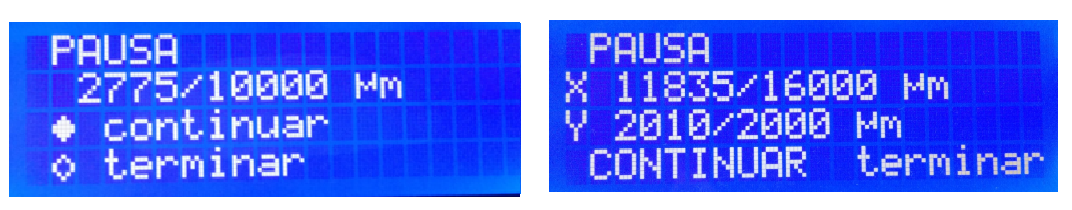 PAUSA
2775/10000 µm
continuar
terminar
PAUSA
X 11835/16000 µm
Y 2010/2000 µm
CONTINUAR terminar